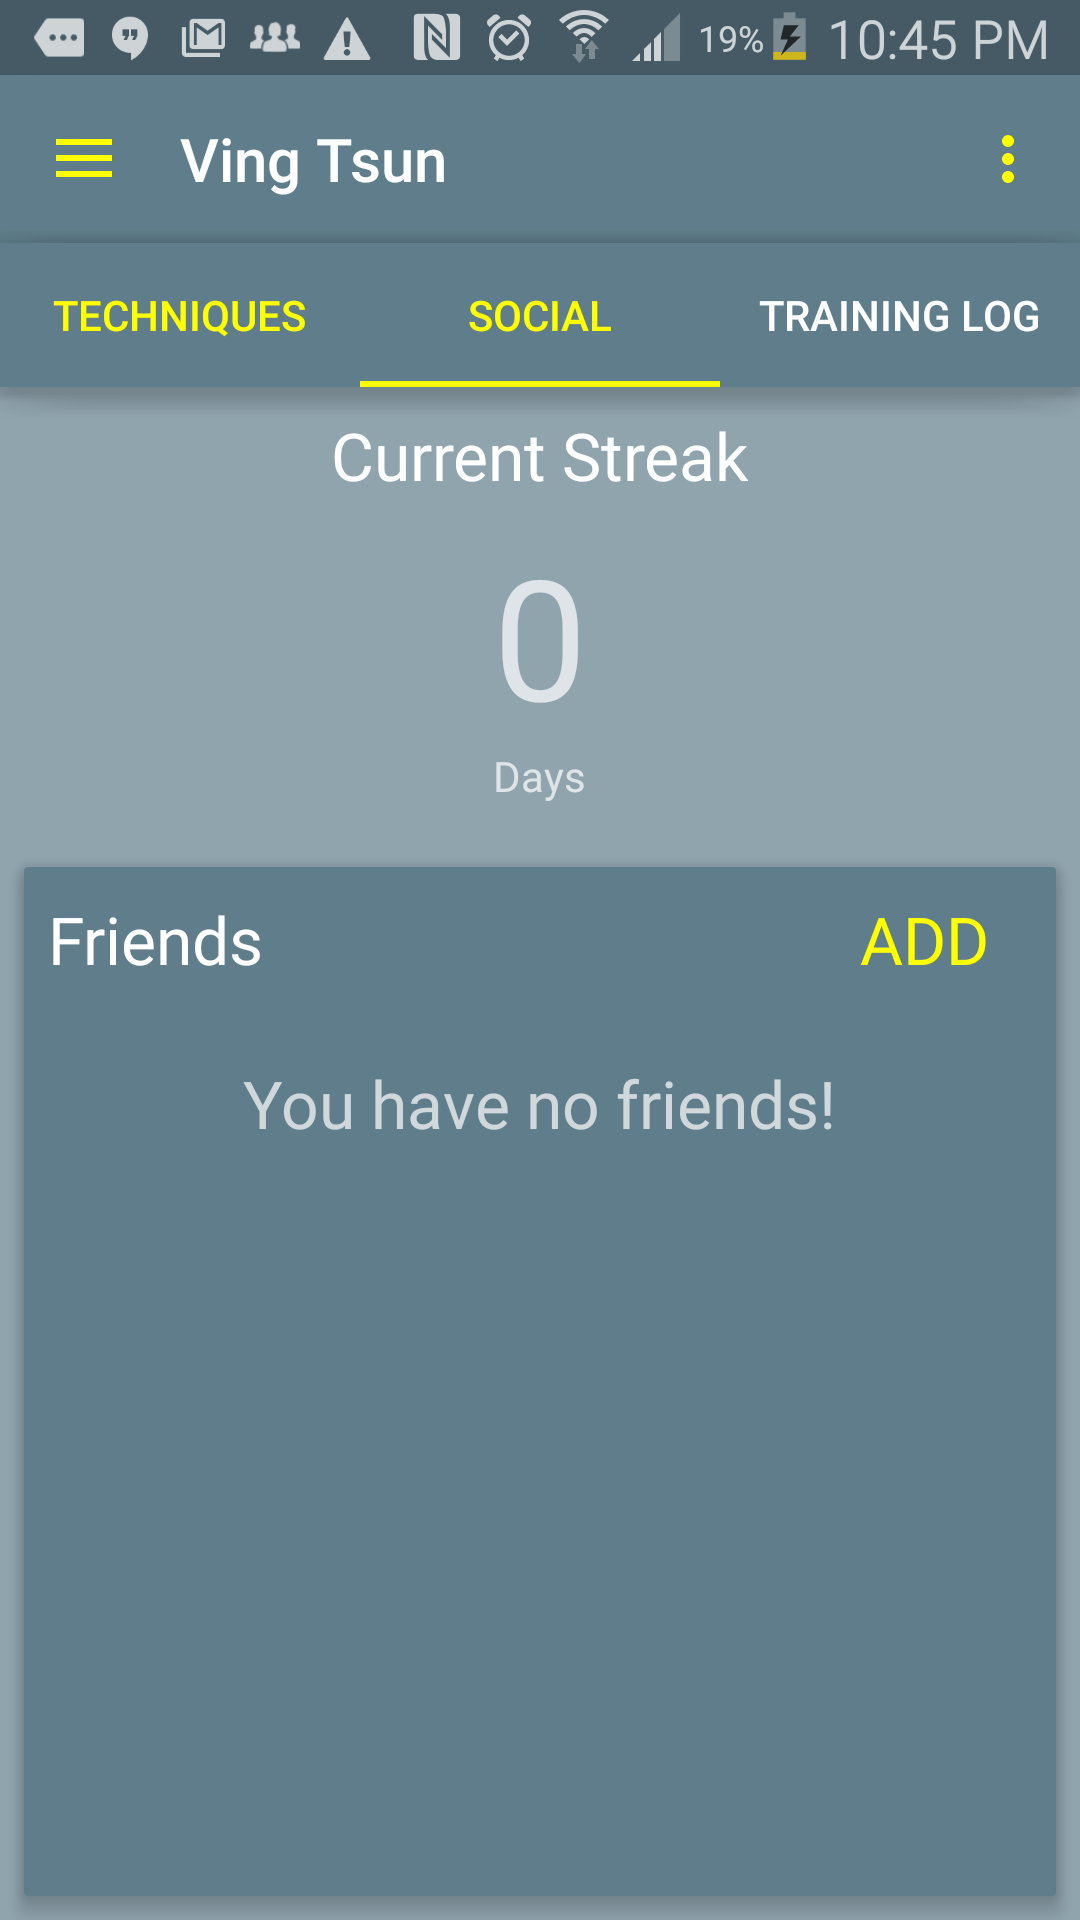 19% 10:45 PM
Ving Tsun
TECHNIQUES SOCIAL TRAINING LOG
Current Streak
0
Days
Friends ADD
You have no friends!